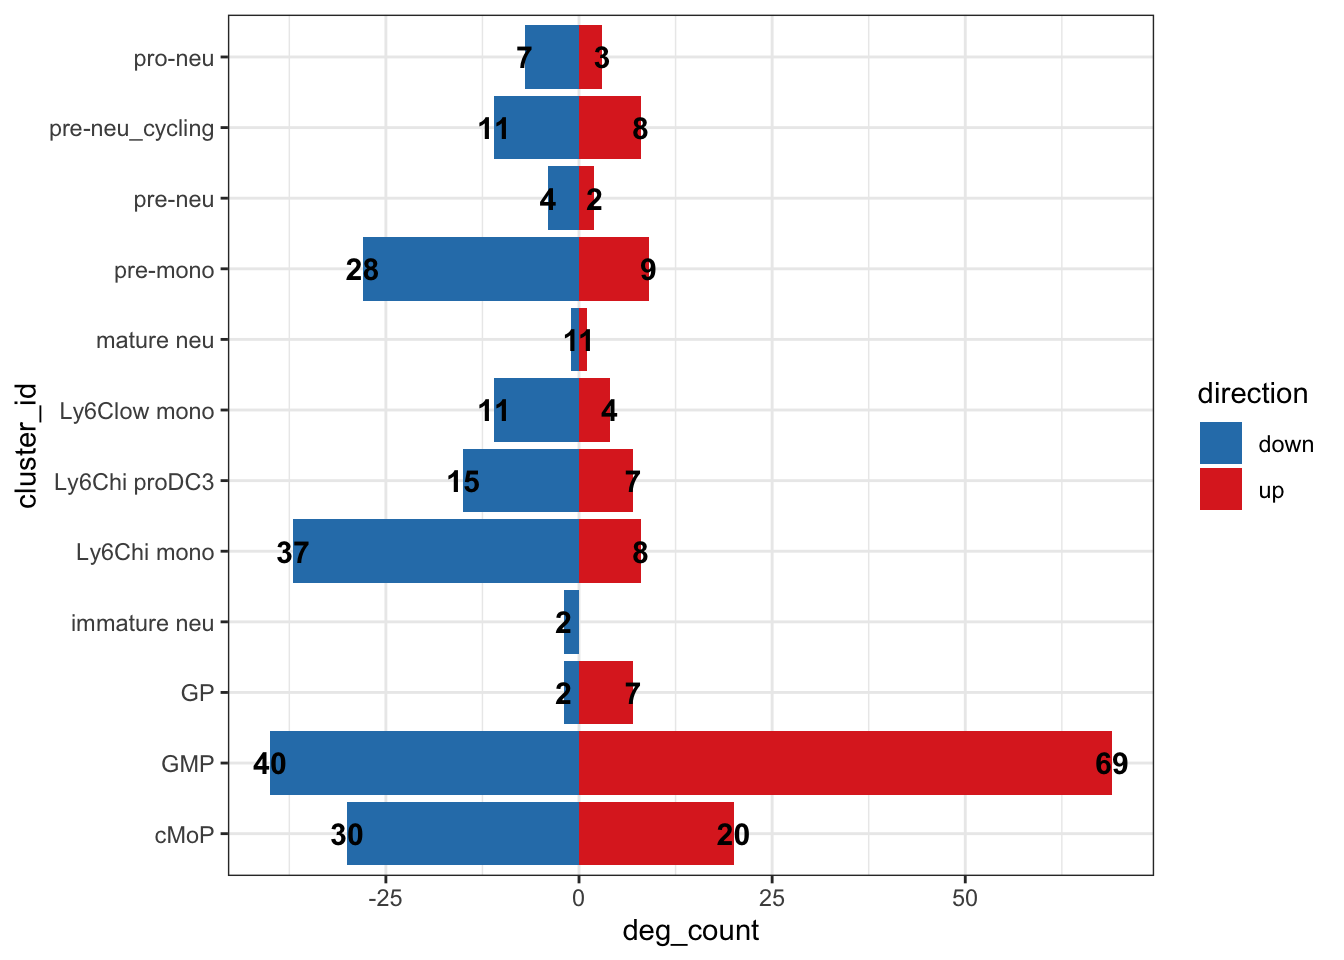 pro-neu 7 3
pre-neu_cycling 11 8
pre-neu 4 2
pre-mono 28 9
mature neu 1 1
Ly6Clow mono 11 4
Ly6Chi proDC3 15 7
Ly6Chi mono 37 8
immature neu 2
GP 2 7
GMP 40 69
cMoP 30 20
-25 0 25 50
deg_count
cluster_id
direction
down
up